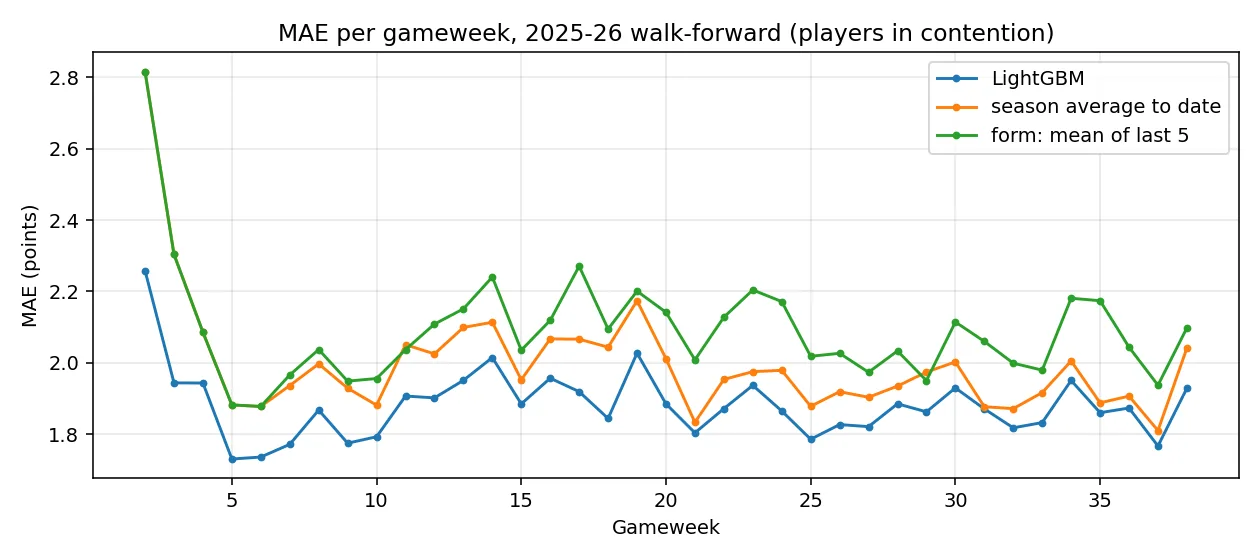 MAE per gameweek, 2025-26 walk-forward (players in contention)
LightGBM
season average to date
form: mean of last 5
MAE (points)
2.8
2.6
2.4
2.2
2.0
1.8
5 10 15 20 25 30 35
Gameweek